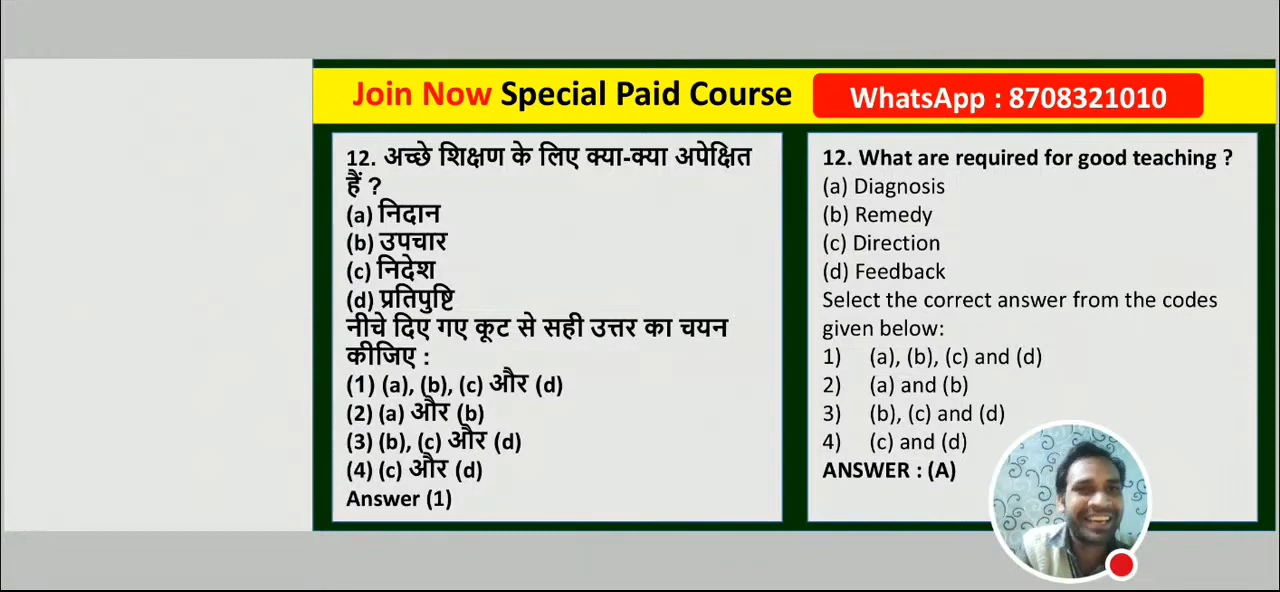 Join Now Special Paid Course
WhatsApp : 8708321010
12. अच्छे शिक्षण के लिए क्या-क्या अपेक्षित
हैं ?
(a) निदान
(b) उपचार
(c) निदेश
(d) प्रतिपुष्टि
नीचे दिए गए कूट से सही उत्तर का चयन
कीजिए :
(1) (a), (b), (c) और (d)
(2) (a) और (b)
(3) (b), (c) और (d)
(4) (c) और (d)
Answer (1)
12. What are required for good teaching ?
(a) Diagnosis
(b) Remedy
(c) Direction
(d) Feedback
Select the correct answer from the codes
given below:
1) (a), (b), (c) and (d)
2) (a) and (b)
3) (b), (c) and (d)
4) (c) and (d)
ANSWER : (A)